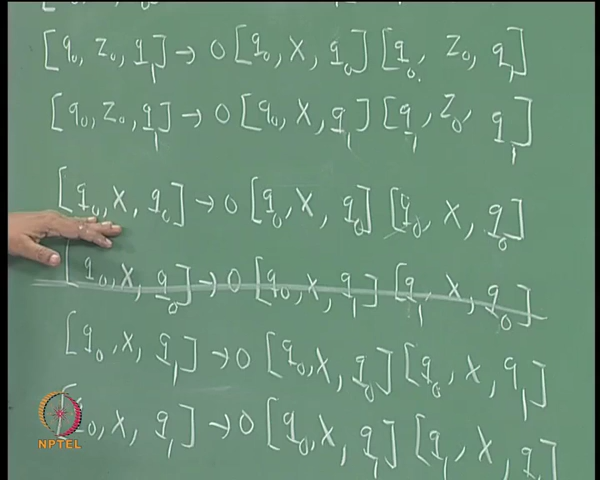 [q₀, z₀, q₁] → 0 [q₀, X, q₀] [q₀, z₀, q₁]
[q₀, z₀, q₁] → 0 [q₀, X, q₁] [q₁, z₀, q₁]
[q₀, X, q₀] → 0 [q₀, X, q₀] [q₀, X, q₀]
[q₀, X, q₀] → 0 [q₀, X, q₁] [q₁, X, q₀]
[q₀, X, q₁] → 0 [q₀, X, q₀] [q₀, X, q₁]
[q₀, X, q₁] → 0 [q₀, X, q₁] [q₁, X, q₁]
NPTEL